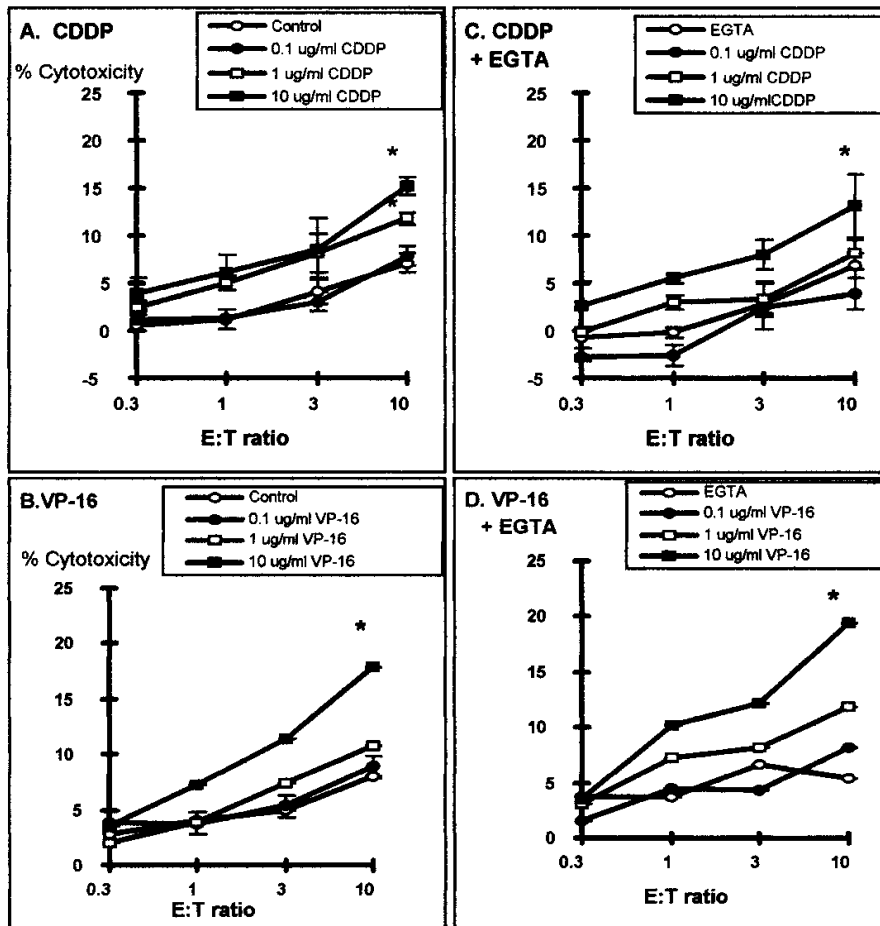 A. CDDP
Control
0.1 ug/ml CDDP
1 ug/ml CDDP
10 ug/ml CDDP
% Cytotoxicity
25
20
15
10
5
0
-5
*
*
0.3 1 3 10
E:T ratio
C. CDDP
+ EGTA
EGTA
0.1 ug/ml CDDP
1 ug/ml CDDP
10 ug/mlCDDP
25
20
15
10
5
0
-5
*
0.3 1 3 10
E:T ratio
B.VP-16
Control
0.1 ug/ml VP-16
1 ug/ml VP-16
10 ug/ml VP-16
% Cytotoxicity
25
20
15
10
5
0
*
0.3 1 3 10
E:T ratio
D. VP-16
+ EGTA
EGTA
0.1 ug/ml VP-16
1 ug/ml VP-16
10 ug/ml VP-16
25
20
15
10
5
0
*
0.3 1 3 10
E:T ratio